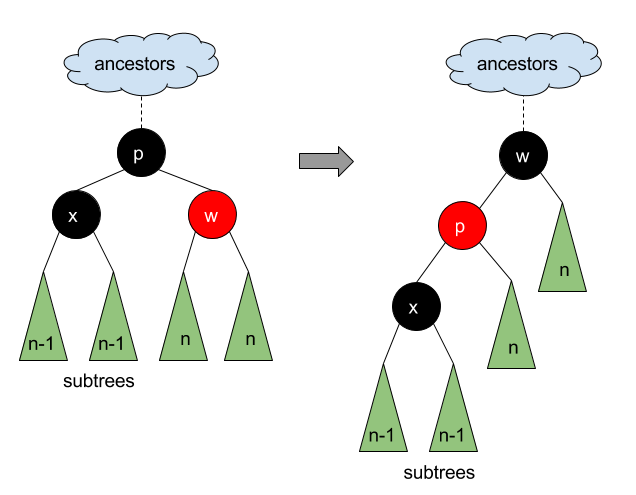 ancestors
p
x
w
n-1
n-1
n
n
subtrees
ancestors
w
p
n
x
n
n-1
n-1
subtrees